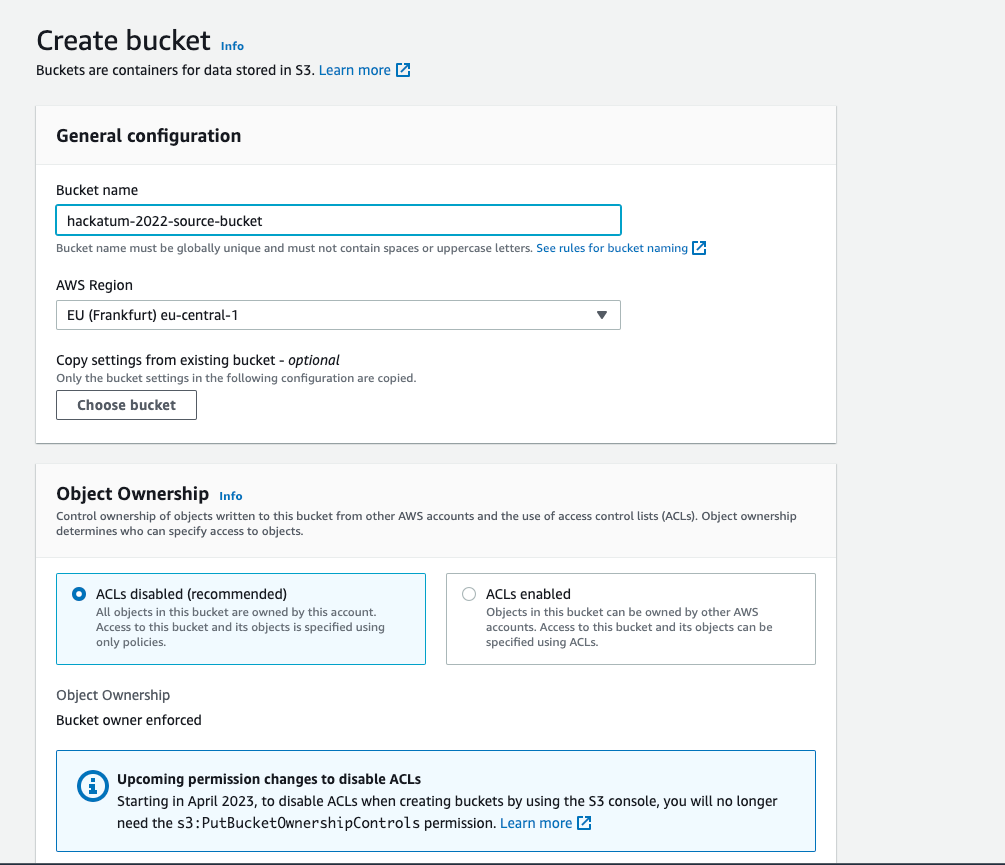 Create bucket Info
Buckets are containers for data stored in S3. Learn more
General configuration
Bucket name
hackatum-2022-source-bucket
Bucket name must be globally unique and must not contain spaces or uppercase letters. See rules for bucket naming
AWS Region
EU (Frankfurt) eu-central-1
Copy settings from existing bucket - optional
Only the bucket settings in the following configuration are copied.
Choose bucket
Object Ownership Info
Control ownership of objects written to this bucket from other AWS accounts and the use of access control lists (ACLs). Object ownership
determines who can specify access to objects.
ACLs disabled (recommended)
All objects in this bucket are owned by this account.
Access to this bucket and its objects is specified using
only policies.
ACLs enabled
Objects in this bucket can be owned by other AWS
accounts. Access to this bucket and its objects can be
specified using ACLs.
Object Ownership
Bucket owner enforced
Upcoming permission changes to disable ACLs
Starting in April 2023, to disable ACLs when creating buckets by using the S3 console, you will no longer
need the s3:PutBucketOwnershipControls permission. Learn more